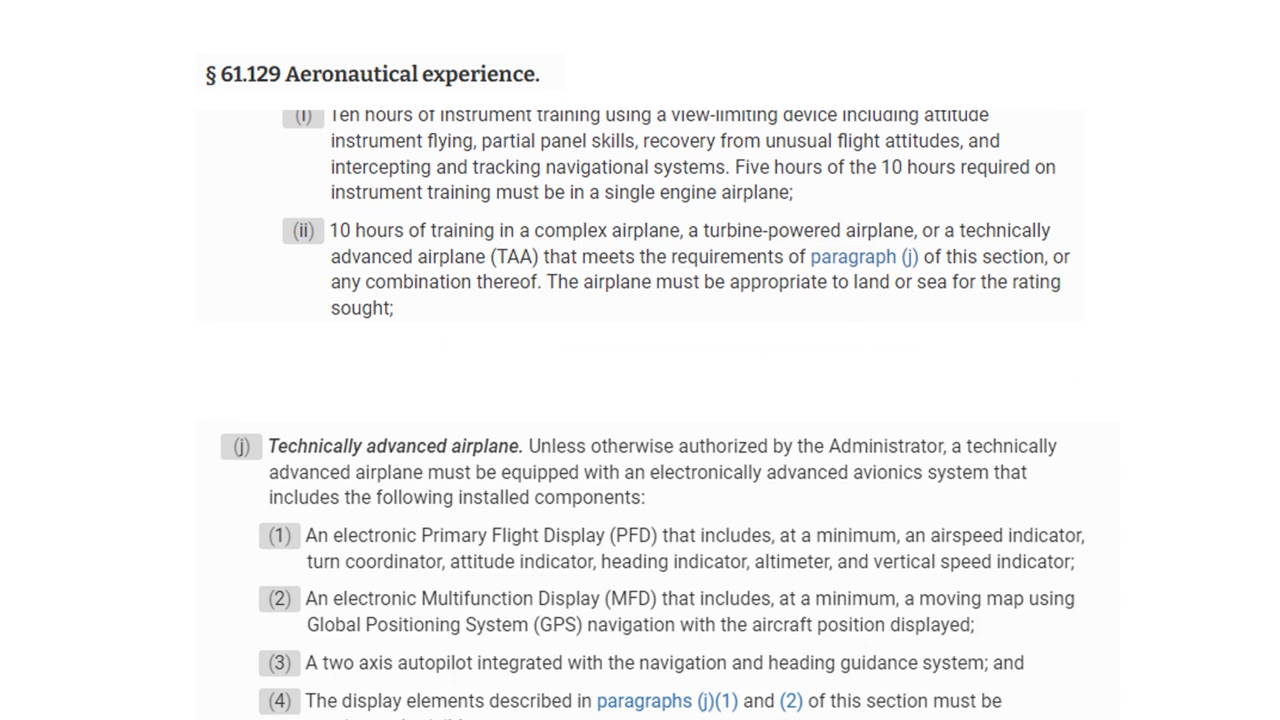 § 61.129 Aeronautical experience.
(i) Ten hours of instrument training using a view-limiting device including attitude
instrument flying, partial panel skills, recovery from unusual flight attitudes, and
intercepting and tracking navigational systems. Five hours of the 10 hours required on
instrument training must be in a single engine airplane;
(ii) 10 hours of training in a complex airplane, a turbine-powered airplane, or a technically
advanced airplane (TAA) that meets the requirements of paragraph (j) of this section, or
any combination thereof. The airplane must be appropriate to land or sea for the rating
sought;
(j) Technically advanced airplane. Unless otherwise authorized by the Administrator, a technically
advanced airplane must be equipped with an electronically advanced avionics system that
includes the following installed components:
(1) An electronic Primary Flight Display (PFD) that includes, at a minimum, an airspeed indicator,
turn coordinator, attitude indicator, heading indicator, altimeter, and vertical speed indicator;
(2) An electronic Multifunction Display (MFD) that includes, at a minimum, a moving map using
Global Positioning System (GPS) navigation with the aircraft position displayed;
(3) A two axis autopilot integrated with the navigation and heading guidance system; and
(4) The display elements described in paragraphs (j)(1) and (2) of this section must be